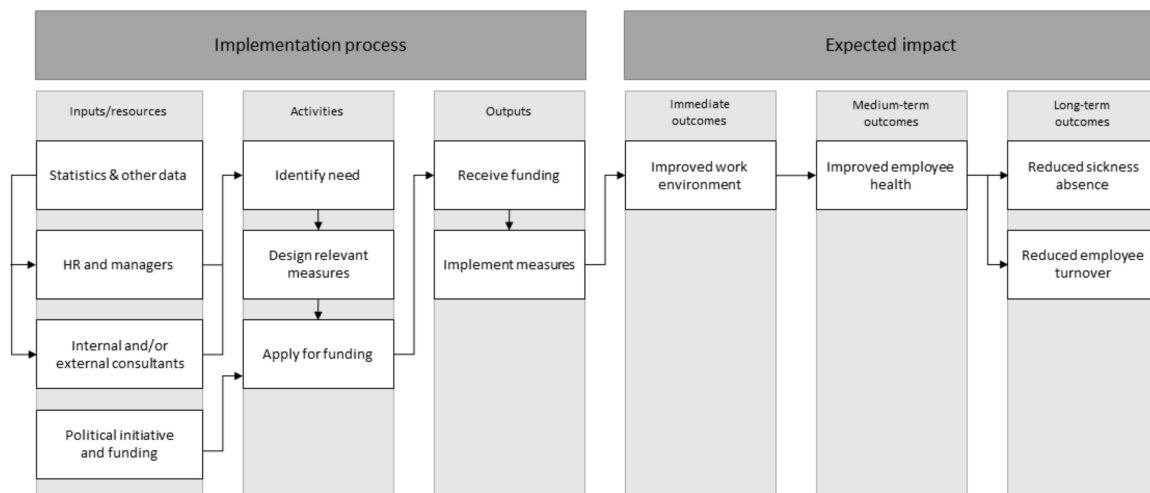 Implementation process
Expected impact
Inputs/resources
Activities
Outputs
Immediate
outcomes
Medium-term
outcomes
Long-term
outcomes
Statistics & other data
Identify need
Receive funding
Improved work
environment
Improved employee
health
Reduced sickness
absence
HR and managers
Design relevant
measures
Implement measures
Reduced employee
turnover
Internal and/or
external consultants
Apply for funding
Political initiative
and funding